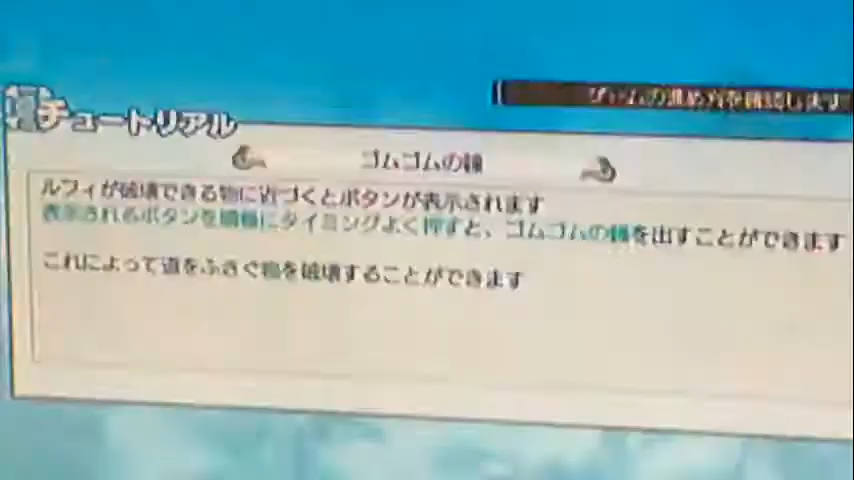 ゲームの進め方を確認します
チュートリアル
ゴムゴムの鐘
ルフィが破壊できる物に近づくとボタンが表示されます
表示されるボタンを順番にタイミングよく押すと、ゴムゴムの鐘を出すことができます
これによって道をふさぐ物を破壊することができます